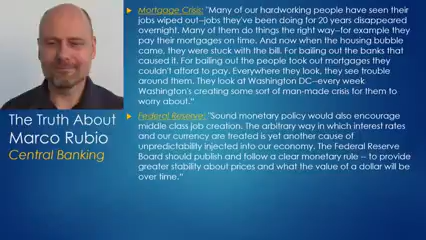 Mortgage Crisis: "Many of our hardworking people have seen their
jobs wiped out--jobs they've been doing for 20 years disappeared
overnight. Many of them do things the right way--for example they
pay their mortgages on time. And now when the housing bubble
came, they were stuck with the bill. For bailing out the banks that
caused it. For bailing out the people took out mortgages they
couldn't afford to pay. Everywhere they look, they see trouble
around them. They look at Washington DC--every week
Washington's creating some sort of man-made crisis for them to
worry about."
Federal Reserve: "Sound monetary policy would also encourage
middle class job creation. The arbitrary way in which interest rates
and our currency are treated is yet another cause of
unpredictability injected into our economy. The Federal Reserve
Board should publish and follow a clear monetary rule -- to provide
greater stability about prices and what the value of a dollar will be
over time."
The Truth About
Marco Rubio
Central Banking